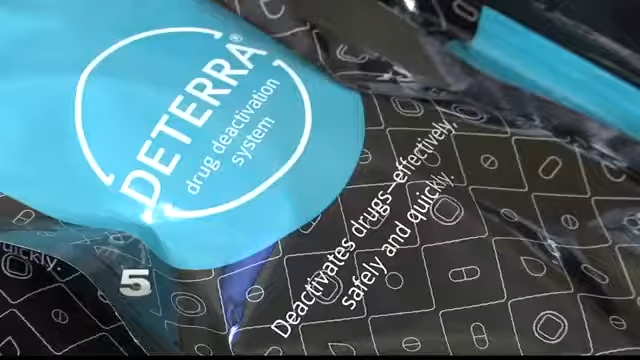 DETERRA®
drug deactivation
system
Deactivates drugs–effectively,
safely and quickly.
quickly.
5